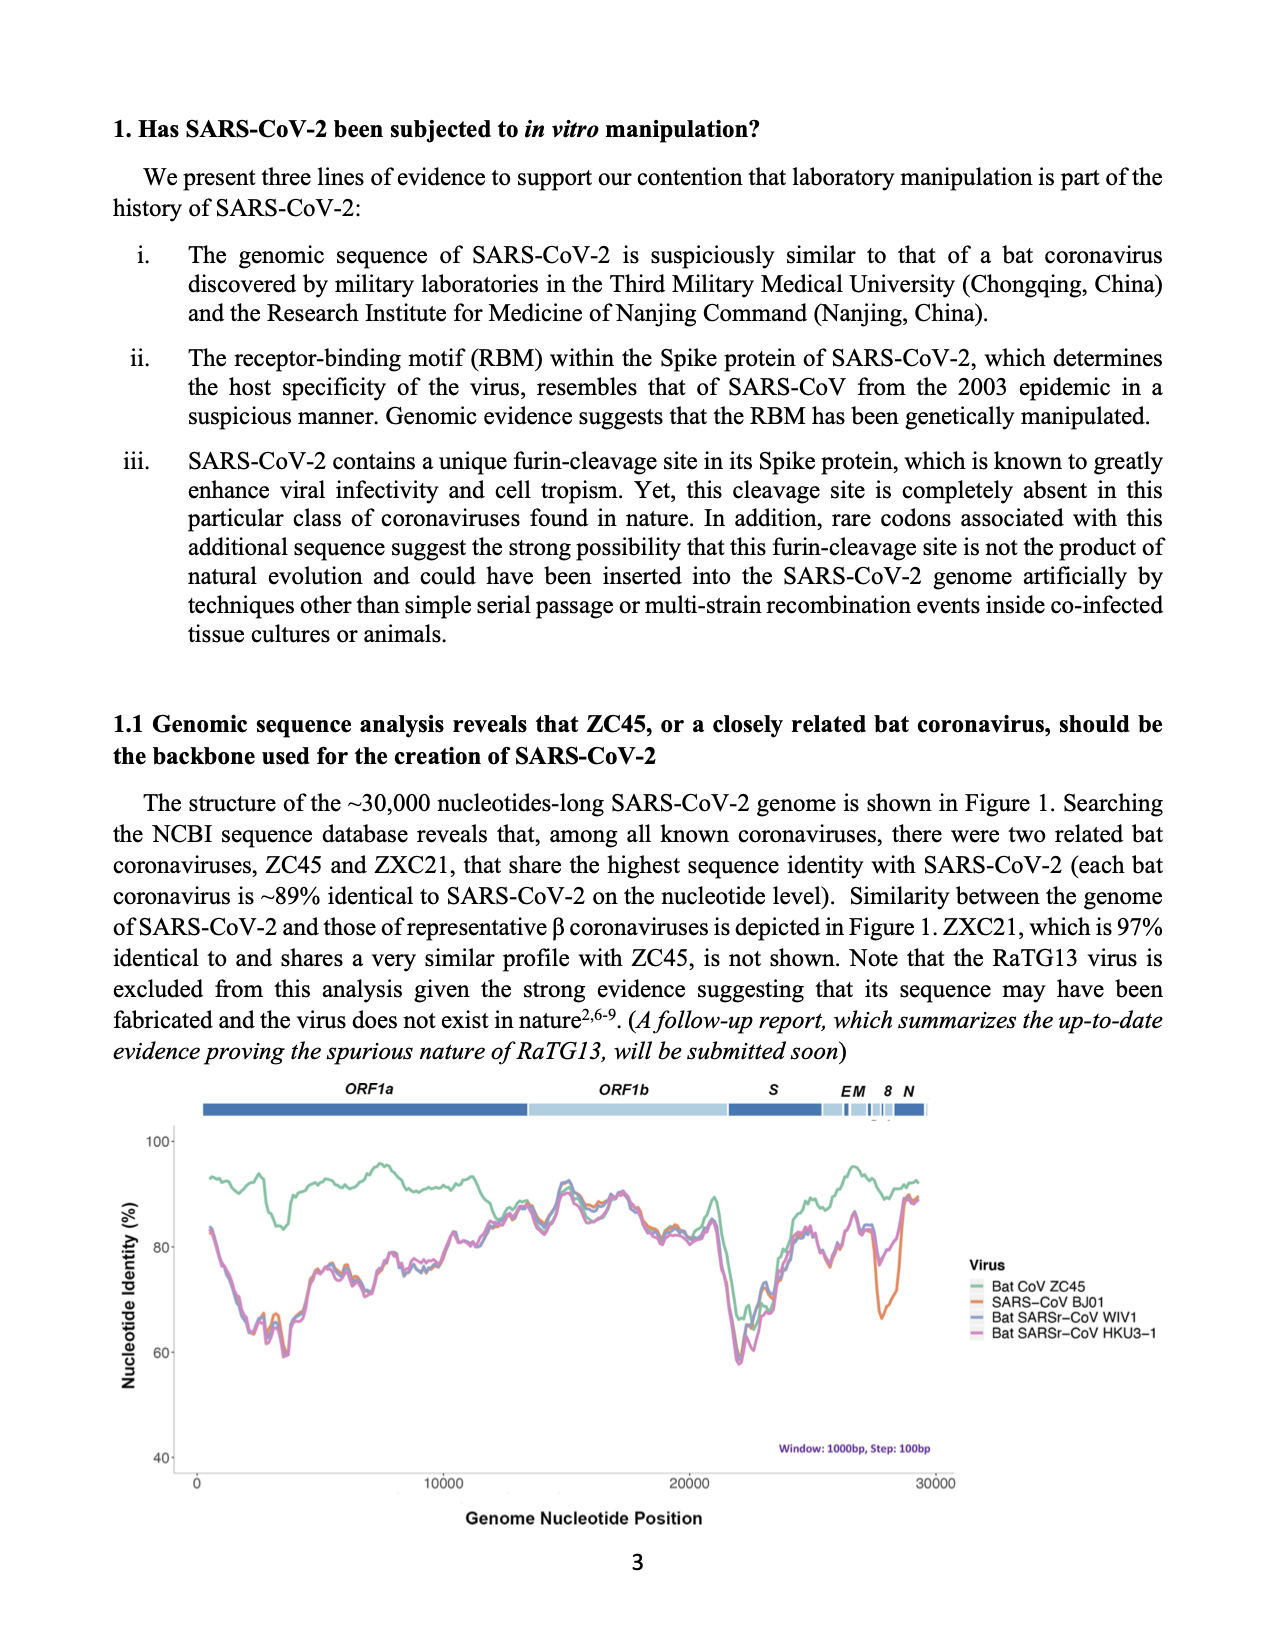 1. Has SARS-CoV-2 been subjected to in vitro manipulation?
We present three lines of evidence to support our contention that laboratory manipulation is part of the
history of SARS-CoV-2:
i. The genomic sequence of SARS-CoV-2 is suspiciously similar to that of a bat coronavirus
discovered by military laboratories in the Third Military Medical University (Chongqing, China)
and the Research Institute for Medicine of Nanjing Command (Nanjing, China).
ii. The receptor-binding motif (RBM) within the Spike protein of SARS-CoV-2, which determines
the host specificity of the virus, resembles that of SARS-CoV from the 2003 epidemic in a
suspicious manner. Genomic evidence suggests that the RBM has been genetically manipulated.
iii. SARS-CoV-2 contains a unique furin-cleavage site in its Spike protein, which is known to greatly
enhance viral infectivity and cell tropism. Yet, this cleavage site is completely absent in this
particular class of coronaviruses found in nature. In addition, rare codons associated with this
additional sequence suggest the strong possibility that this furin-cleavage site is not the product of
natural evolution and could have been inserted into the SARS-CoV-2 genome artificially by
techniques other than simple serial passage or multi-strain recombination events inside co-infected
tissue cultures or animals.
1.1 Genomic sequence analysis reveals that ZC45, or a closely related bat coronavirus, should be
the backbone used for the creation of SARS-CoV-2
The structure of the ~30,000 nucleotides-long SARS-CoV-2 genome is shown in Figure 1. Searching
the NCBI sequence database reveals that, among all known coronaviruses, there were two related bat
coronaviruses, ZC45 and ZXC21, that share the highest sequence identity with SARS-CoV-2 (each bat
coronavirus is ~89% identical to SARS-CoV-2 on the nucleotide level). Similarity between the genome
of SARS-CoV-2 and those of representative β coronaviruses is depicted in Figure 1. ZXC21, which is 97%
identical to and shares a very similar profile with ZC45, is not shown. Note that the RaTG13 virus is
excluded from this analysis given the strong evidence suggesting that its sequence may have been
fabricated and the virus does not exist in nature2,6-9. (A follow-up report, which summarizes the up-to-date
evidence proving the spurious nature of RaTG13, will be submitted soon)
ORF1a ORF1b S E M 8 N
100
80
60
40
Nucleotide Identity (%)
Virus
Bat CoV ZC45
SARS-CoV BJ01
Bat SARSr-CoV WIV1
Bat SARSr-CoV HKU3-1
Window: 1000bp, Step: 100bp
0 10000 20000 30000
Genome Nucleotide Position
3